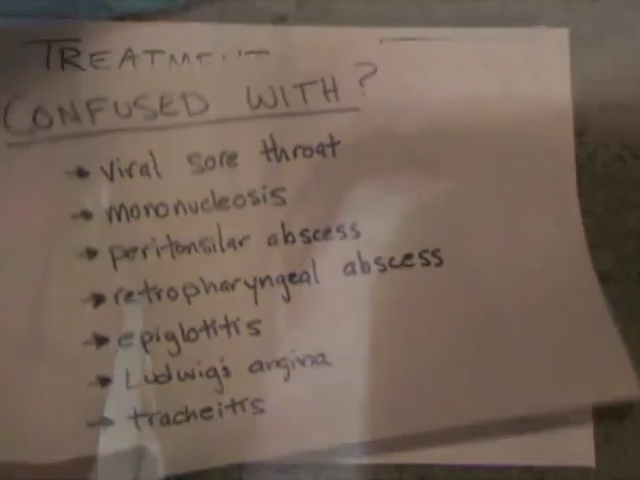 CONFUSED WITH?
→ viral sore throat
→ mononucleosis
→ peritonsilar abscess
→ retropharyngeal abscess
→ epiglotitis
→ Ludwig's angina
→ tracheitis